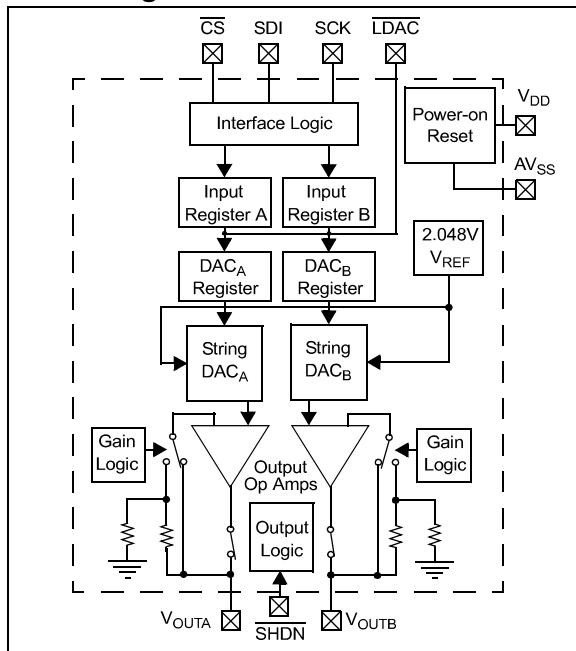 CS SDI SCK LDAC
VDD
Power-on
Reset
Interface Logic
AVSS
Input
Register A
Input
Register B
2.048V
VREF
DACA
Register
DACB
Register
String
DACA
String
DACB
Gain
Logic
Gain
Logic
Output
Op Amps
Output
Logic
VOUTA
SHDN
VOUTB